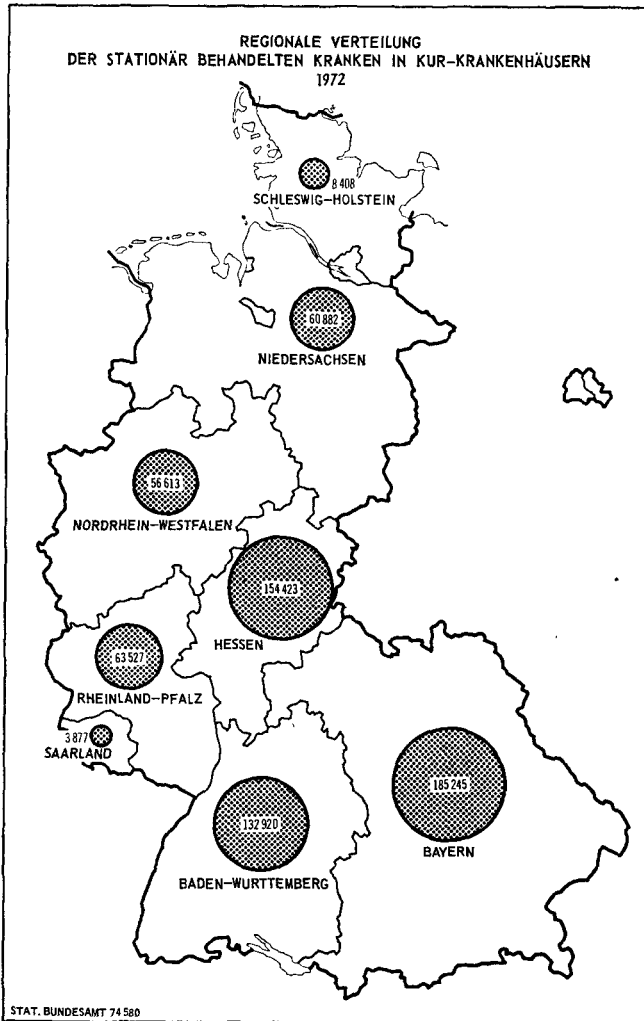 REGIONALE VERTEILUNG
DER STATIONÄR BEHANDELTEN KRANKEN IN KUR-KRANKENHÄUSERN
1972
8 408
SCHLESWIG-HOLSTEIN
60 882
NIEDERSACHSEN
56 613
NORDRHEIN-WESTFALEN
154 423
HESSEN
63 527
RHEINLAND-PFALZ
3 877
SAARLAND
185 245
BAYERN
132 920
BADEN-WURTTEMBERG
STAT. BUNDESAMT 74 580